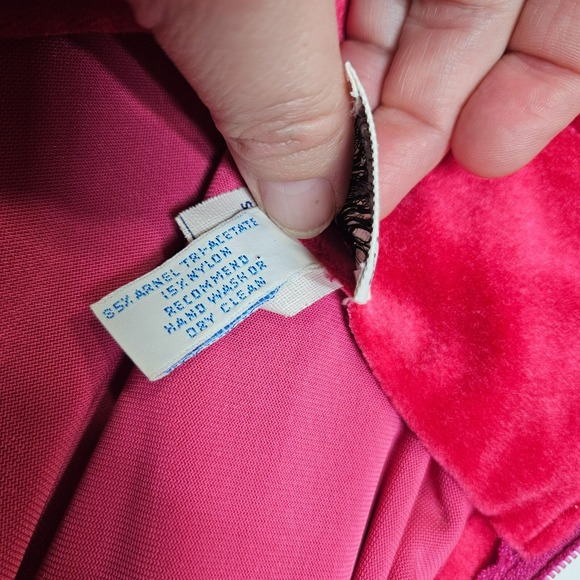 85% ARNEL TRI-ACETATE
15% NYLON
RECOMMEND
HAND WASH OR
DRY CLEAN
S